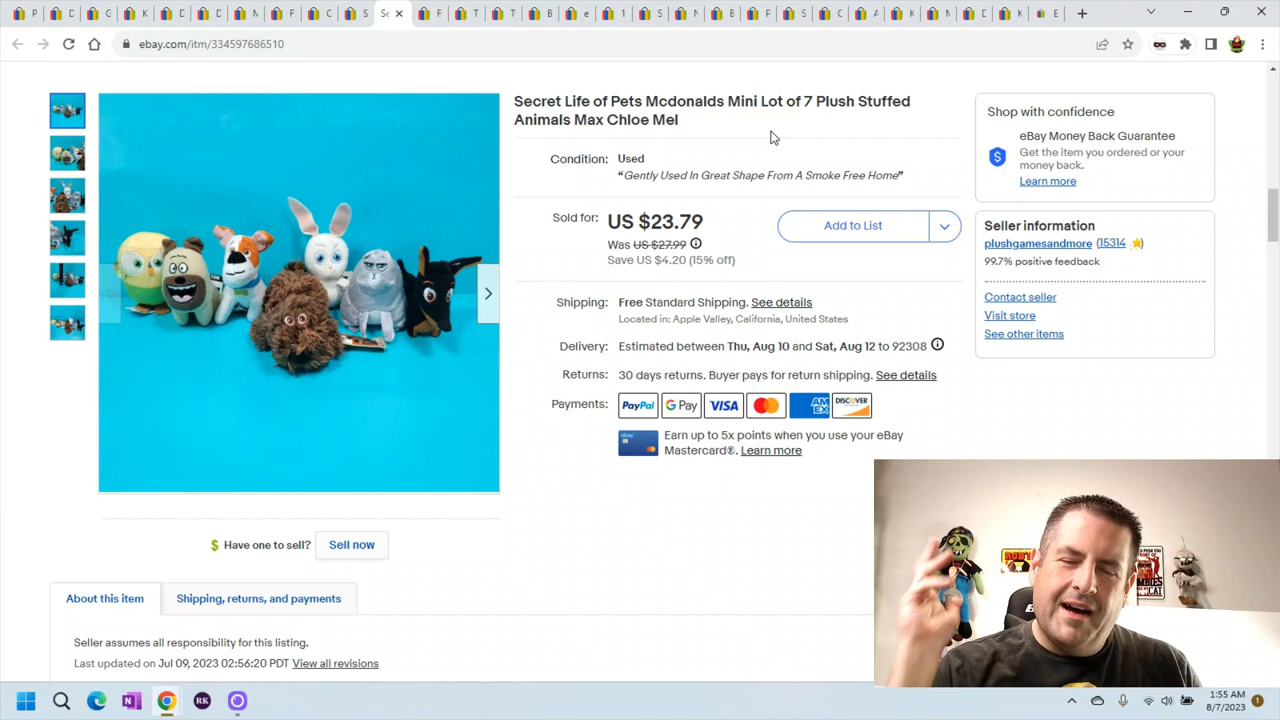 P
D
K
D
D
M
F
C
S
Se
F
T
T
B
e
1
S
N
B
P
S
C
A
K
M
D
K
E
ebay.com/itm/334597686510
Secret Life of Pets Mcdonalds Mini Lot of 7 Plush Stuffed
Animals Max Chloe Mel
Condition: Used
“Gently Used In Great Shape From A Smoke Free Home”
Sold for: US $23.79
Was US $27.99
Save US $4.20 (15% off)
Add to List
Shipping: Free Standard Shipping. See details
Located in: Apple Valley, California, United States
Delivery: Estimated between Thu, Aug 10 and Sat, Aug 12 to 92308
Returns: 30 days returns. Buyer pays for return shipping. See details
Payments: PayPal G Pay VISA AM EX DISCOVER
Earn up to 5x points when you use your eBay
Mastercard®. Learn more
Shop with confidence
eBay Money Back Guarantee
Get the item you ordered or your
money back.
Learn more
Seller information
plushgamesandmore (15314 )
99.7% positive feedback
Contact seller
Visit store
See other items
$ Have one to sell? Sell now
About this item
Shipping, returns, and payments
Seller assumes all responsibility for this listing.
Last updated on Jul 09, 2023 02:56:20 PDT View all revisions
RK
1:55 AM
8/7/2023
1